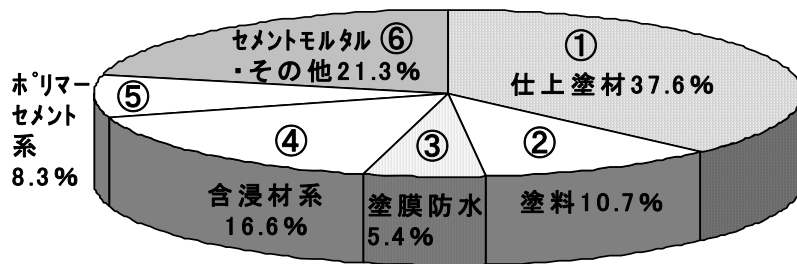 ①
仕上塗材37.6%
②
塗料10.7%
③
塗膜防水
5.4%
④
含浸材系
16.6%
⑤
ﾎﾟﾘﾏｰ
セメント
系
8.3%
セメントモルタル ⑥
・その他21.3%